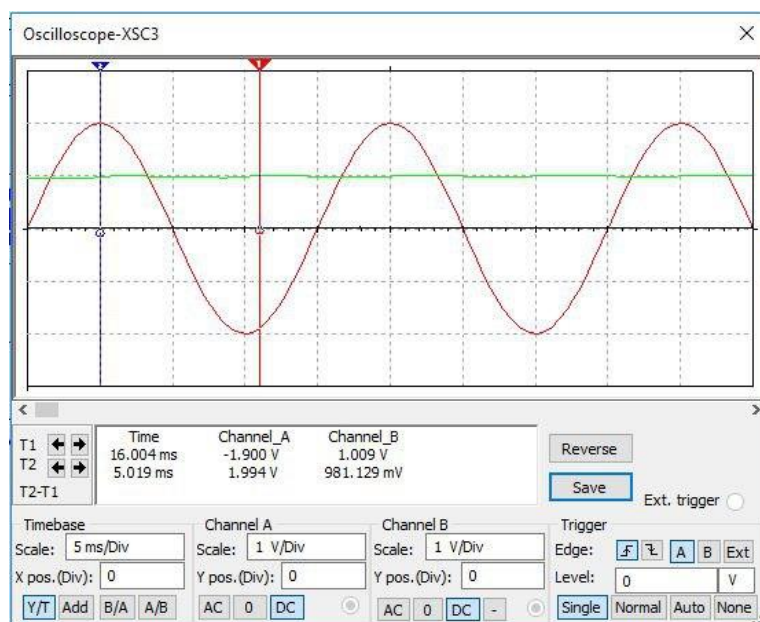 Oscilloscope-XSC3
2
1
T1
T2
T2-T1
Time Channel_A Channel_B
16.004 ms -1.900 V 1.009 V
5.019 ms 1.994 V 981.129 mV
Reverse
Save
Ext. trigger
Timebase
Scale: 5 ms/Div
X pos.(Div): 0
Y/T Add B/A A/B
Channel A
Scale: 1 V/Div
Y pos.(Div): 0
AC 0 DC
Channel B
Scale: 1 V/Div
Y pos.(Div): 0
AC 0 DC -
Trigger
Edge: A B Ext
Level: 0 V
Single Normal Auto None